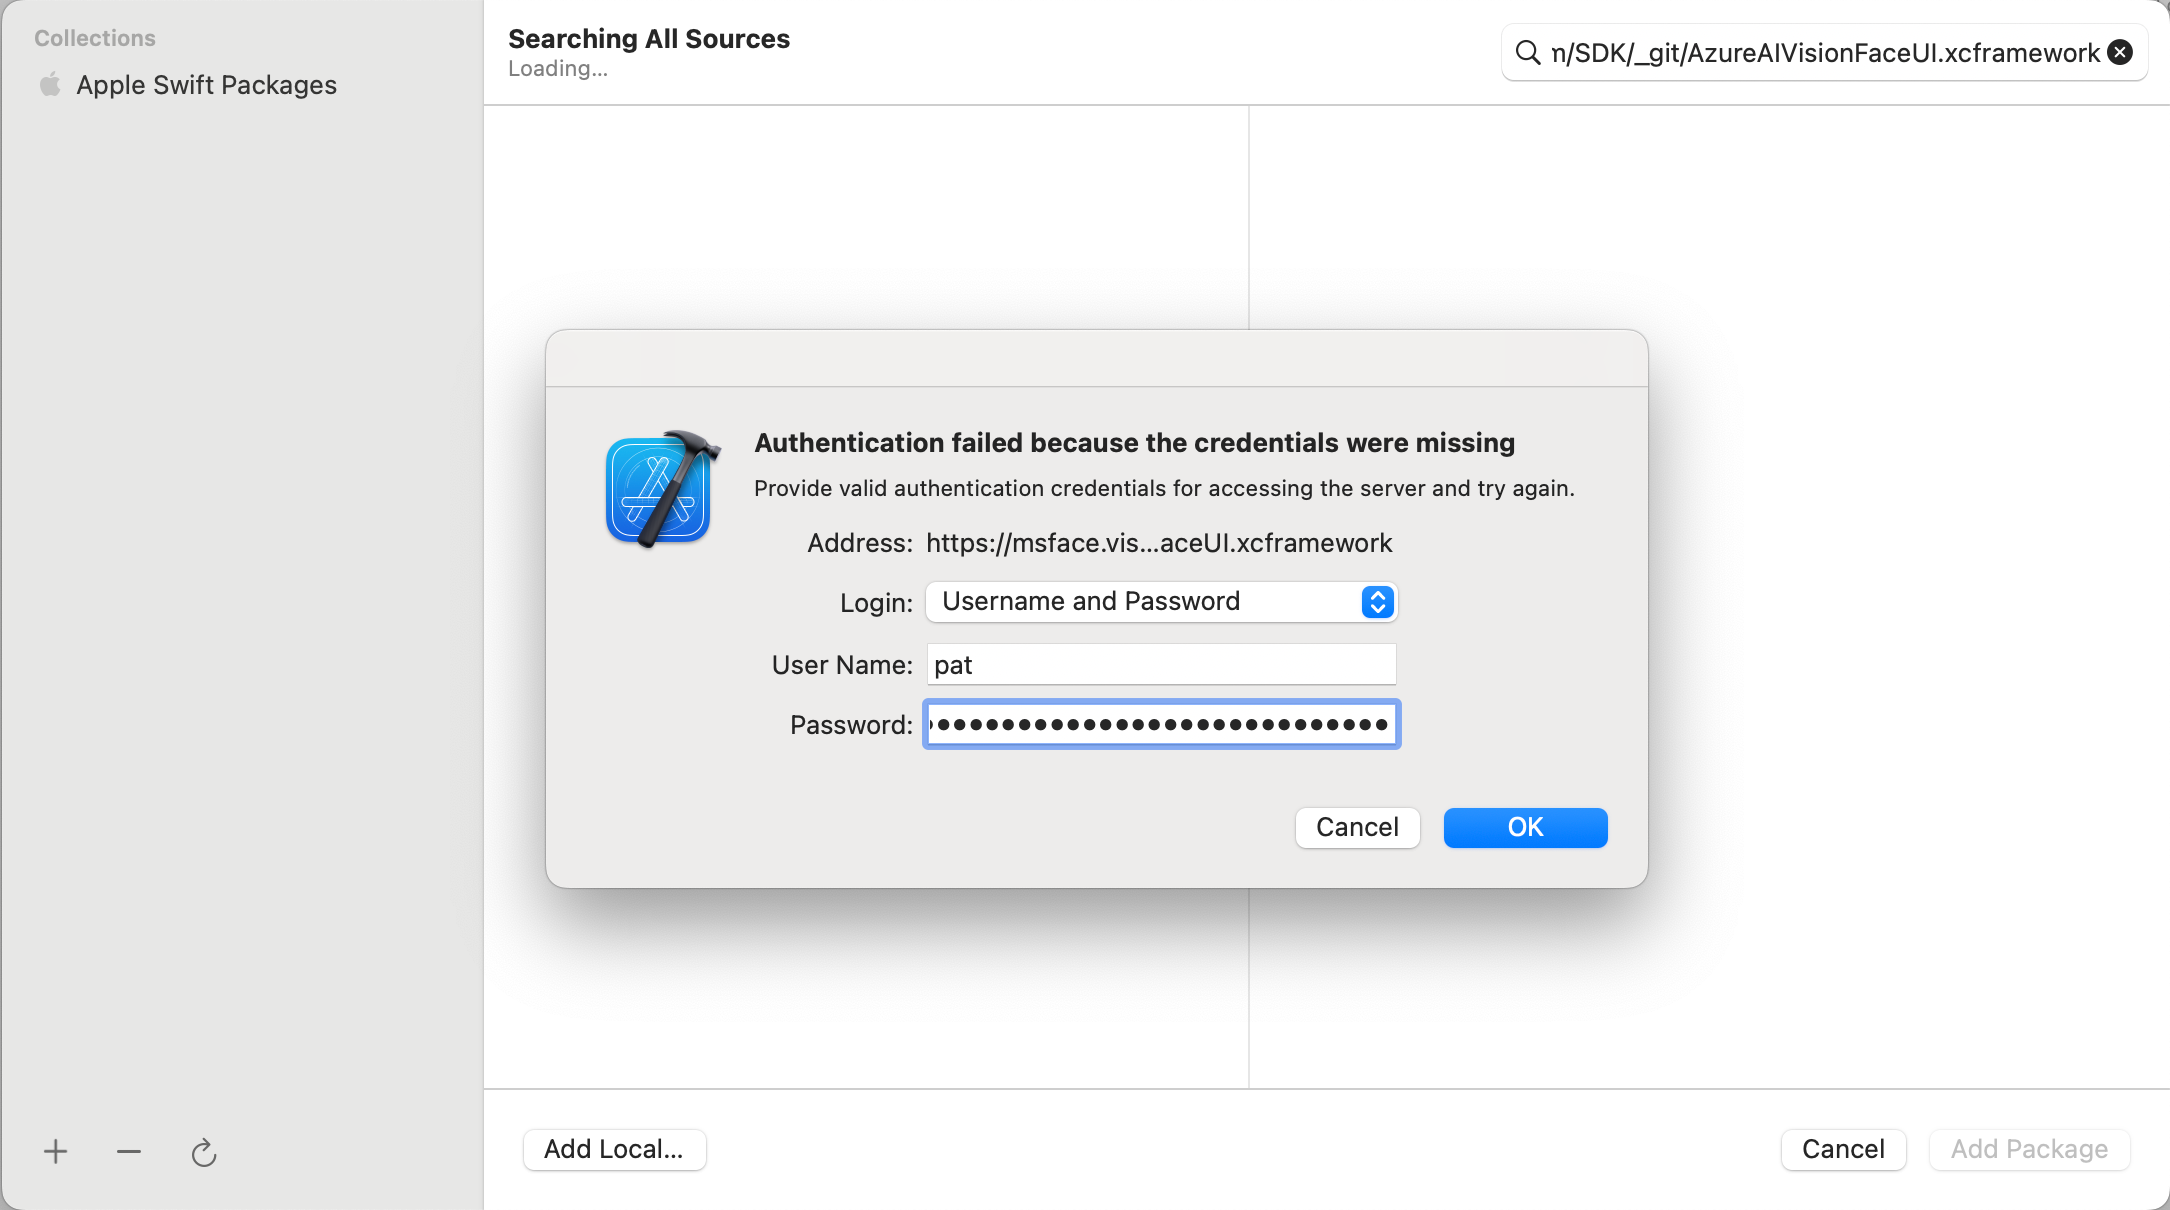 Collections
Apple Swift Packages
Searching All Sources
Loading...
n/SDK/_git/AzureAIVisionFaceUI.xcframework
Authentication failed because the credentials were missing
Provide valid authentication credentials for accessing the server and try again.
Address: https://msface.vis...aceUI.xcframework
Login: Username and Password
User Name: pat
Password: ••••••••••••••••••••••••••••
Cancel OK
Add Local...
Cancel Add Package